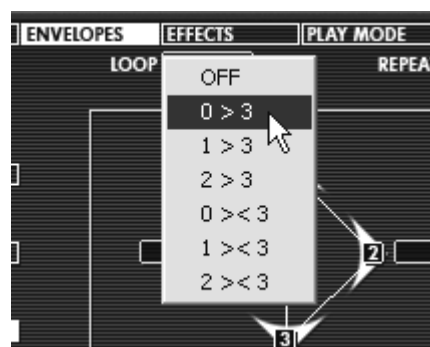 ENVELOPES EFFECTS PLAY MODE
LOOP REPEA
OFF
0 > 3
1 > 3
2 > 3
0 >< 3
1 >< 3
2 >< 3
2
3